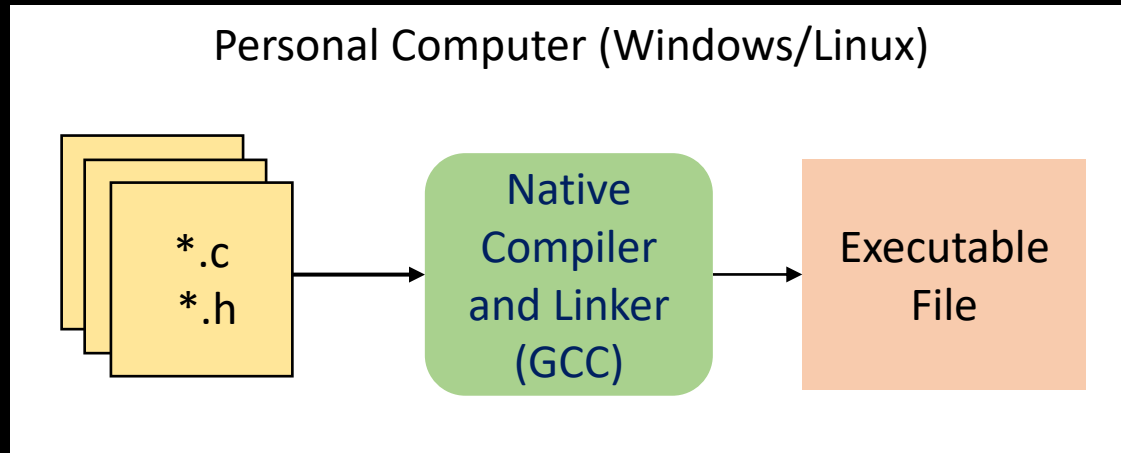 Personal Computer (Windows/Linux)
*.c
*.h
Native
Compiler
and Linker
(GCC)
Executable
File